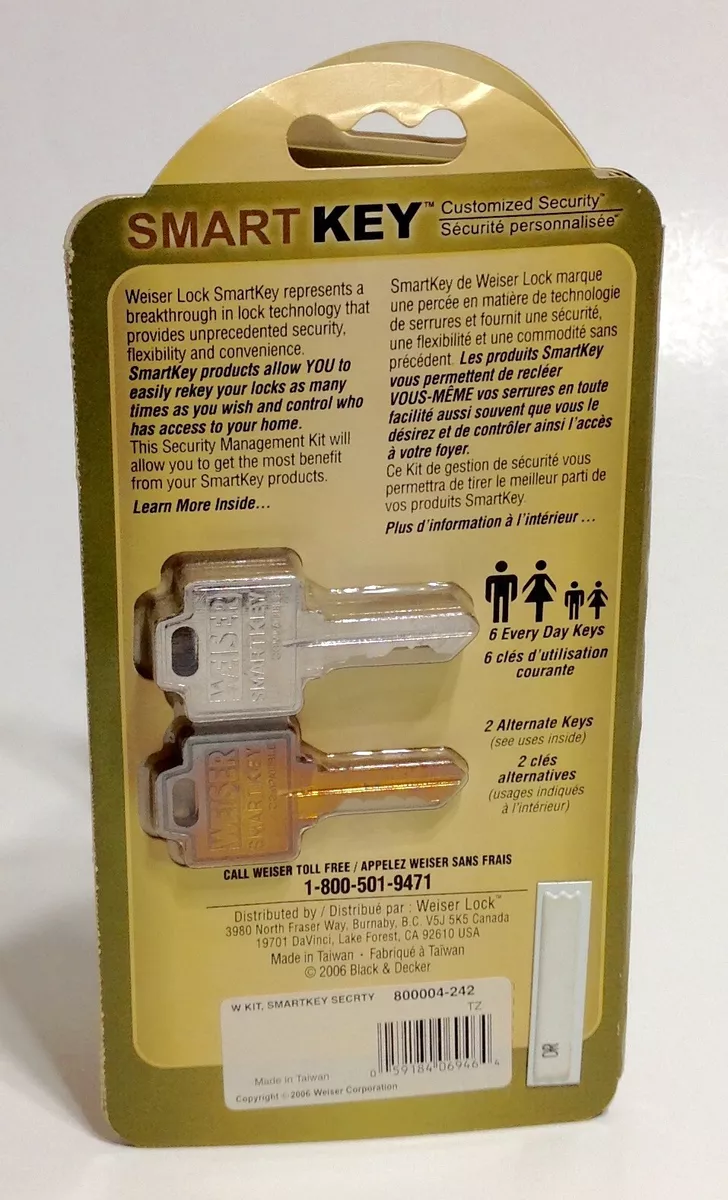 SMART KEY™ Customized Security™
Sécurité personnalisée™
Weiser Lock SmartKey represents a
breakthrough in lock technology that
provides unprecedented security,
flexibility and convenience.
SmartKey products allow YOU to
easily rekey your locks as many
times as you wish and control who
has access to your home.
This Security Management Kit will
allow you to get the most benefit
from your SmartKey products.
Learn More Inside...
SmartKey de Weiser Lock marque
une percée en matière de technologie
de serrures et fournit une sécurité,
une flexibilité et une commodité sans
précédent. Les produits SmartKey
vous permettent de recléer
VOUS-MÊME vos serrures en toute
facilité aussi souvent que vous le
désirez et de contrôler ainsi l'accès
à votre foyer.
Ce Kit de gestion de sécurité vous
permettra de tirer le meilleur parti de
vos produits SmartKey.
Plus d'information à l'intérieur ...
WEISER
SMARTKEY
6 Every Day Keys
6 clés d'utilisation
courante
WEISER
SMARTKEY
2 Alternate Keys
(see uses inside)
2 clés
alternatives
(usages indiqués
à l'intérieur)
CALL WEISER TOLL FREE / APPELEZ WEISER SANS FRAIS
1-800-501-9471
Distributed by / Distribué par : Weiser Lock™
3980 North Fraser Way, Burnaby, B.C. V5J 5K5 Canada
19701 DaVinci, Lake Forest, CA 92610 USA
Made in Taiwan · Fabriqué à Taïwan
© 2006 Black & Decker
W KIT, SMARTKEY SECRTY 800004-242
TZ
0 59184 06946 4
Made in Taiwan
Copyright © 2006 Weiser Corporation
DR